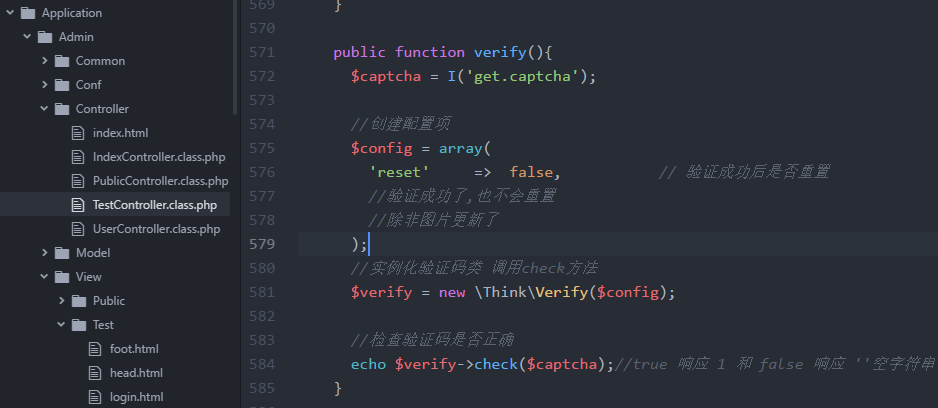 Application
Admin
Common
Conf
Controller
index.html
IndexController.class.php
PublicController.class.php
TestController.class.php
UserController.class.php
Model
View
Public
Test
foot.html
head.html
login.html
569 }
570
571 public function verify(){
572 $captcha = I('get.captcha');
573
574 //创建配置项
575 $config = array(
576 'reset' => false, // 验证成功后是否重置
577 //验证成功了,也不会重置
578 //除非图片更新了
579 );
580 //实例化验证码类 调用check方法
581 $verify = new \Think\Verify($config);
582
583 //检查验证码是否正确
584 echo $verify->check($captcha);//true 响应 1 和 false 响应 ''空字符串
585 }